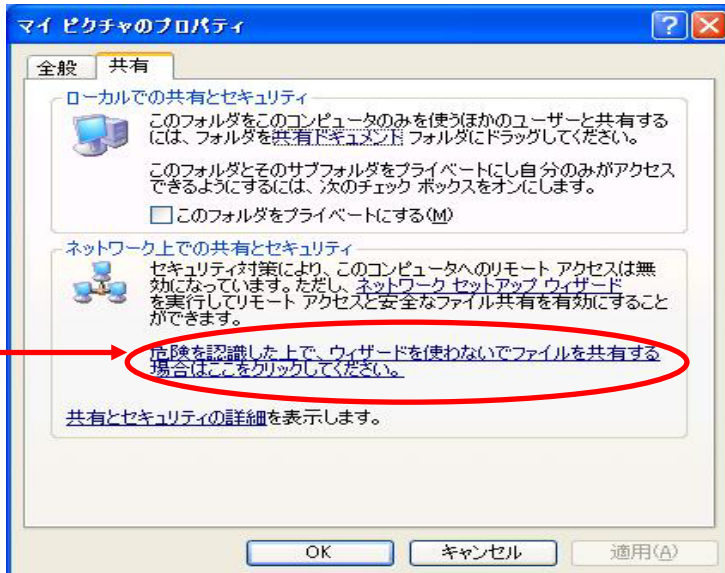 マイ ピクチャのプロパティ
全般 共有
ローカルでの共有とセキュリティ
このフォルダをこのコンピュータのみを使うほかのユーザーと共有する
には、フォルダを共有ドキュメント フォルダにドラッグしてください。
このフォルダとそのサブフォルダをプライベートにし自分のみがアクセス
できるようにするには、次のチェック ボックスをオンにします。
このフォルダをプライベートにする(M)
ネットワーク上での共有とセキュリティ
セキュリティ対策により、このコンピュータへのリモート アクセスは無
効になっています。ただし、ネットワーク セットアップ ウィザード
を実行してリモート アクセスと安全なファイル共有を有効にすること
ができます。
危険を認識した上で、ウィザードを使わないでファイルを共有する
場合はここをクリックしてください。
共有とセキュリティの詳細を表示します。
OK キャンセル 適用(A)